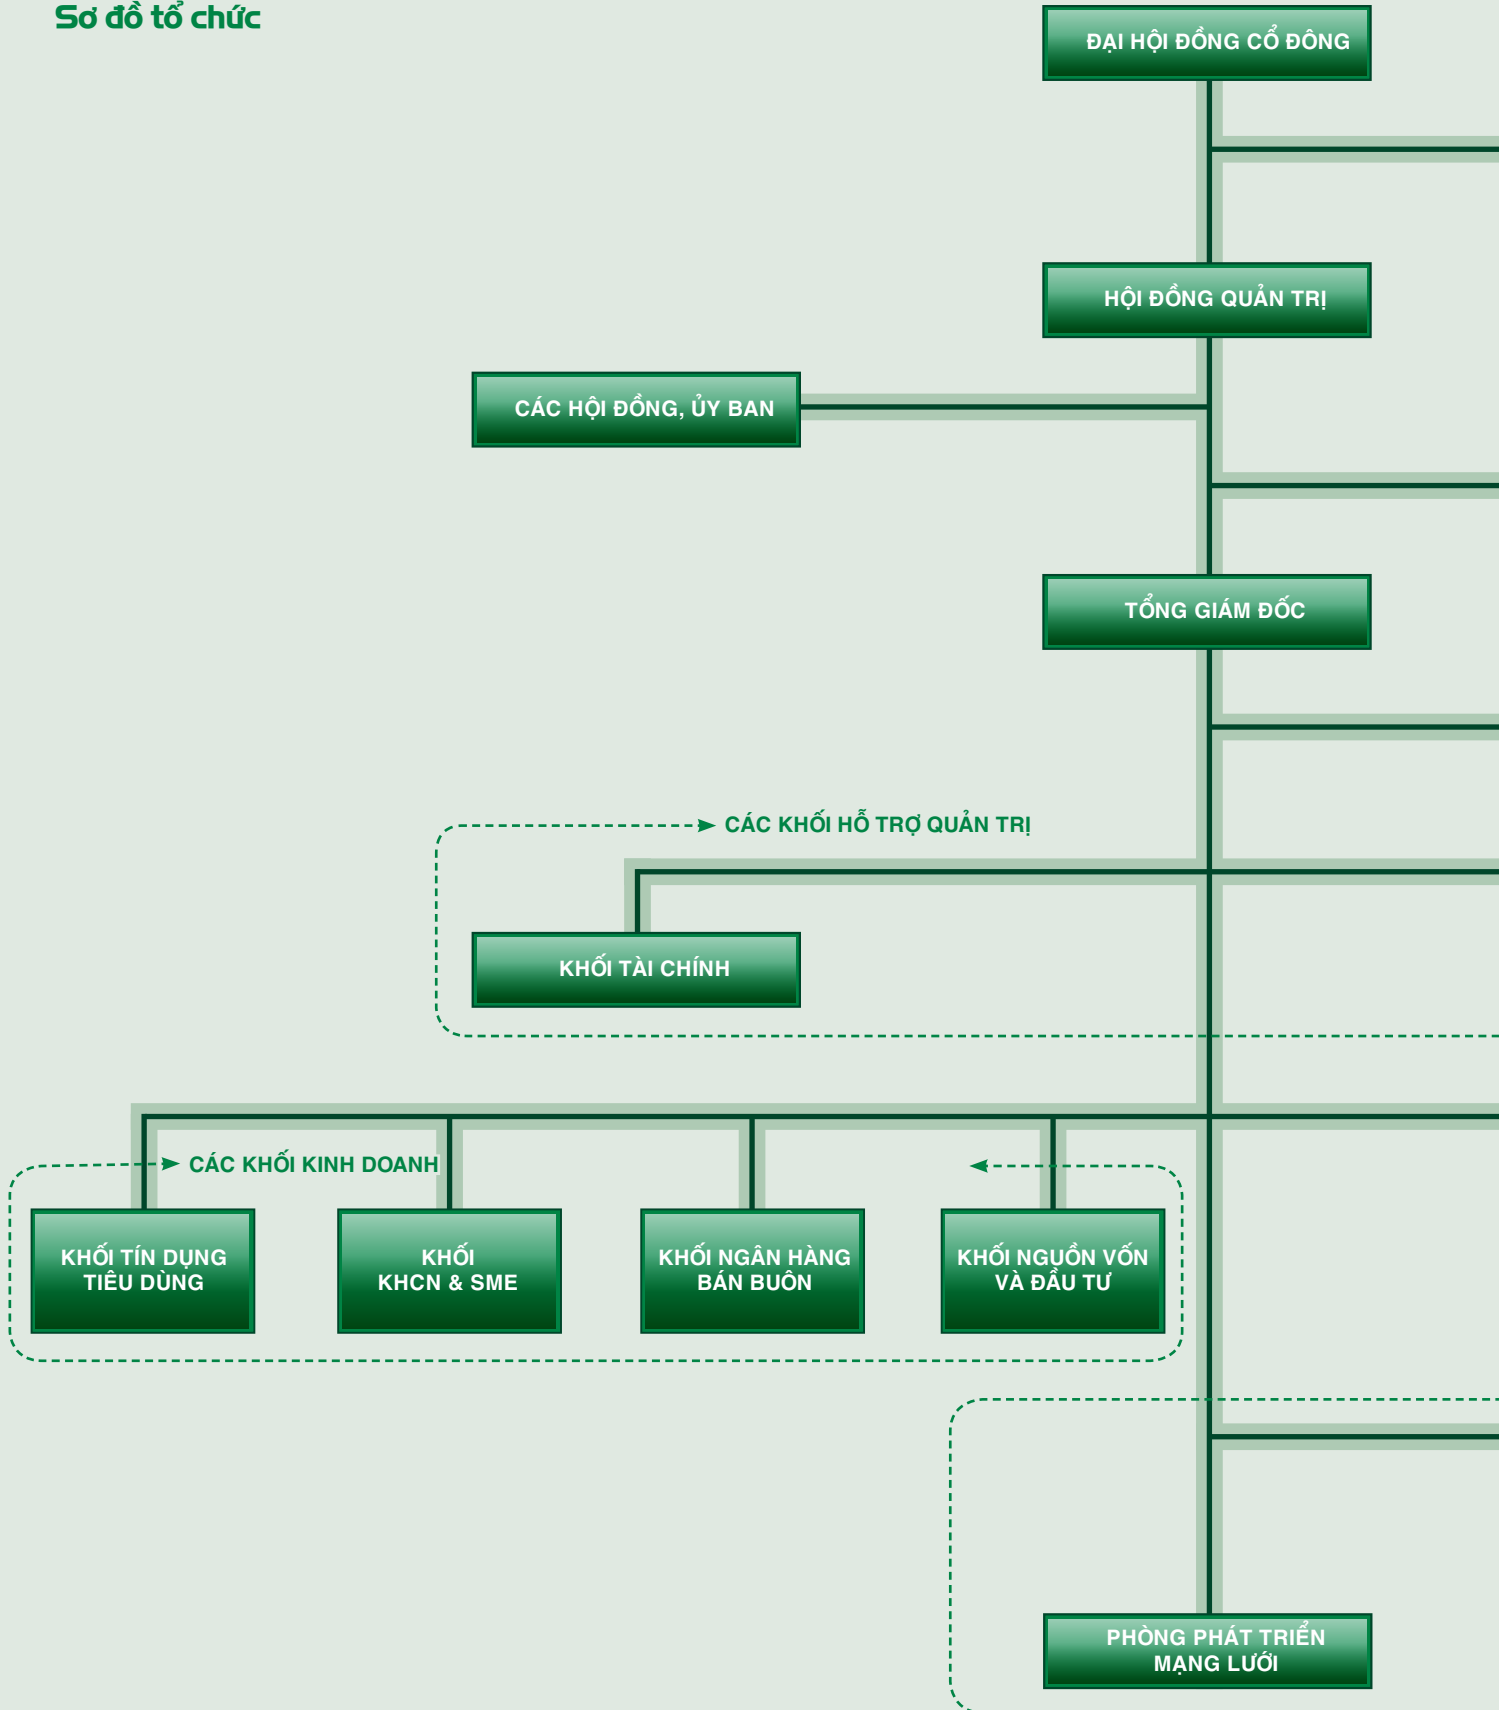 Sơ đồ tổ chức
ĐẠI HỘI ĐỒNG CỔ ĐÔNG
HỘI ĐỒNG QUẢN TRỊ
CÁC HỘI ĐỒNG, ỦY BAN
TỔNG GIÁM ĐỐC
CÁC KHỐI HỖ TRỢ QUẢN TRỊ
KHỐI TÀI CHÍNH
CÁC KHỐI KINH DOANH
KHỐI TÍN DỤNG
TIÊU DÙNG
KHỐI
KHCN & SME
KHỐI NGÂN HÀNG
BÁN BUÔN
KHỐI NGUỒN VỐN
VÀ ĐẦU TƯ
PHÒNG PHÁT TRIỂN
MẠNG LƯỚI